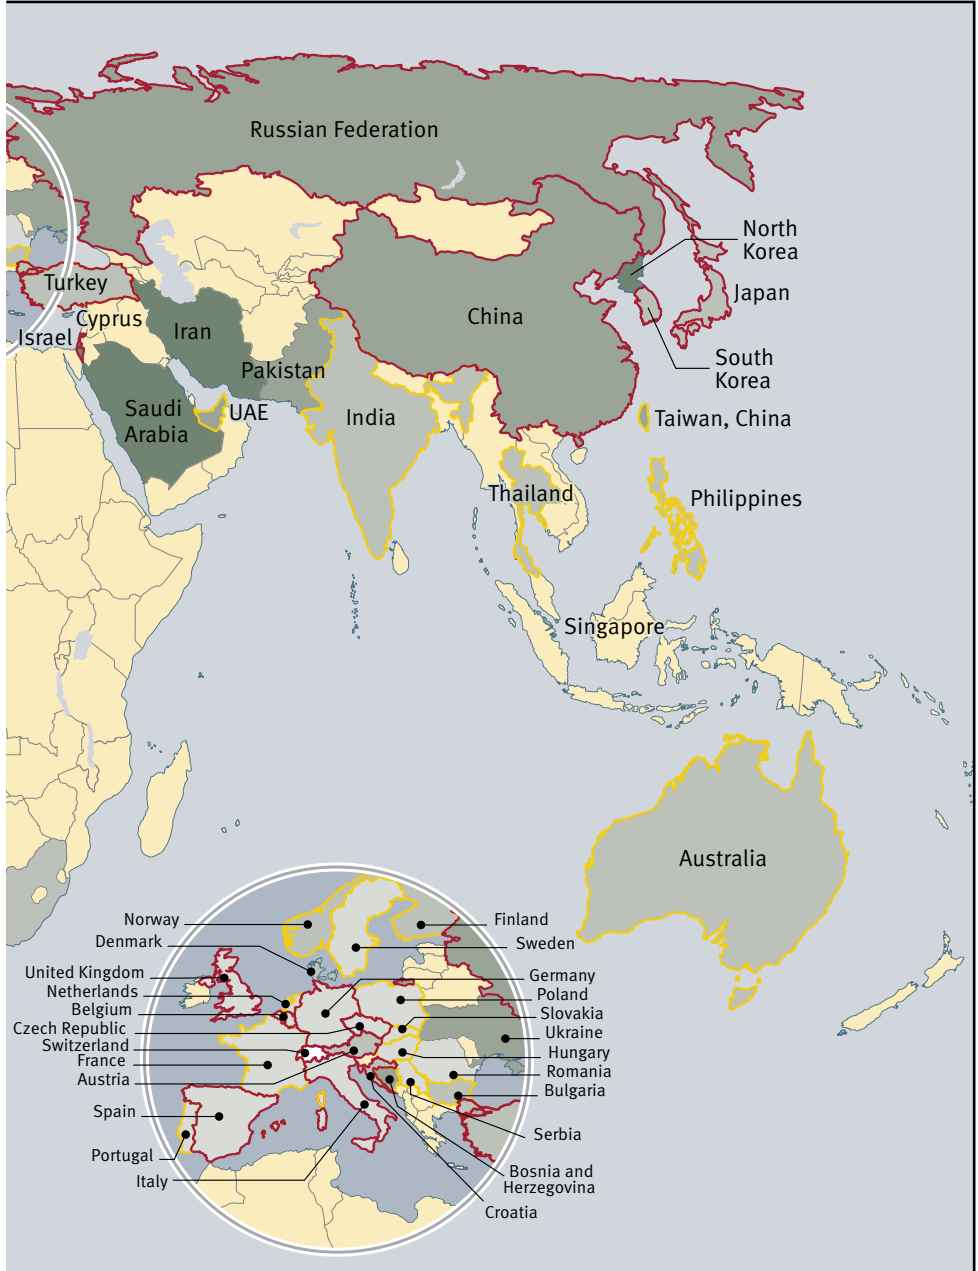 Russian Federation
North
Korea
Turkey
Japan
Cyprus
China
Iran
Israel
South
Korea
Pakistan
Saudi
Arabia
UAE
India
Taiwan, China
Thailand
Philippines
Singapore
Australia
Norway
Finland
Denmark
Sweden
United Kingdom
Germany
Netherlands
Poland
Belgium
Slovakia
Czech Republic
Ukraine
Switzerland
Hungary
France
Romania
Austria
Bulgaria
Spain
Serbia
Portugal
Italy
Bosnia and
Herzegovina
Croatia